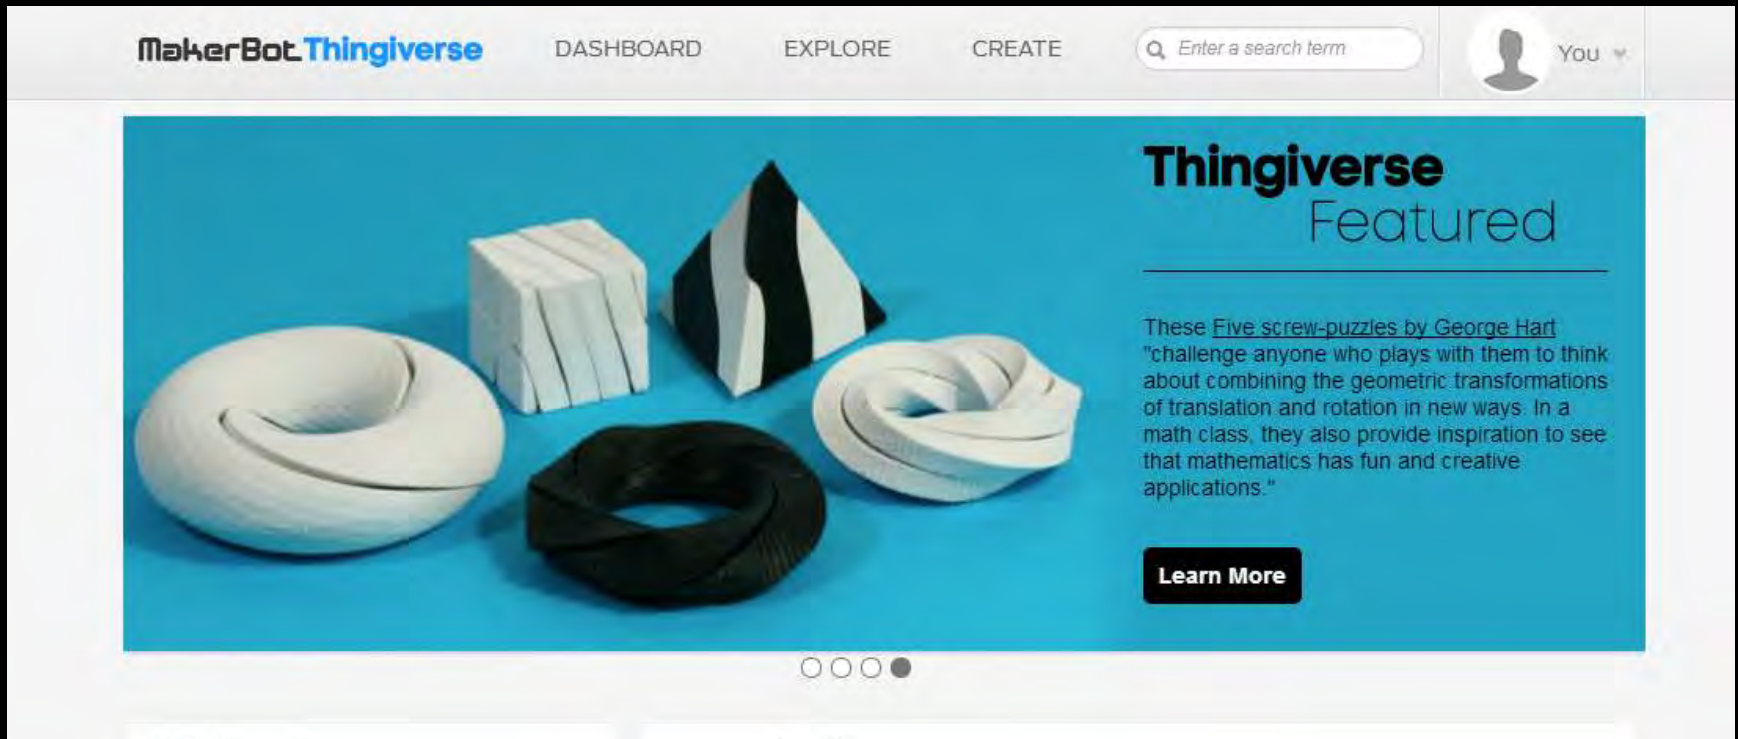 MakerBot Thingiverse
DASHBOARD
EXPLORE
CREATE
Enter a search term
You
Thingiverse
Featured
These Five screw-puzzles by George Hart
"challenge anyone who plays with them to think
about combining the geometric transformations
of translation and rotation in new ways. In a
math class, they also provide inspiration to see
that mathematics has fun and creative
applications."
Learn More